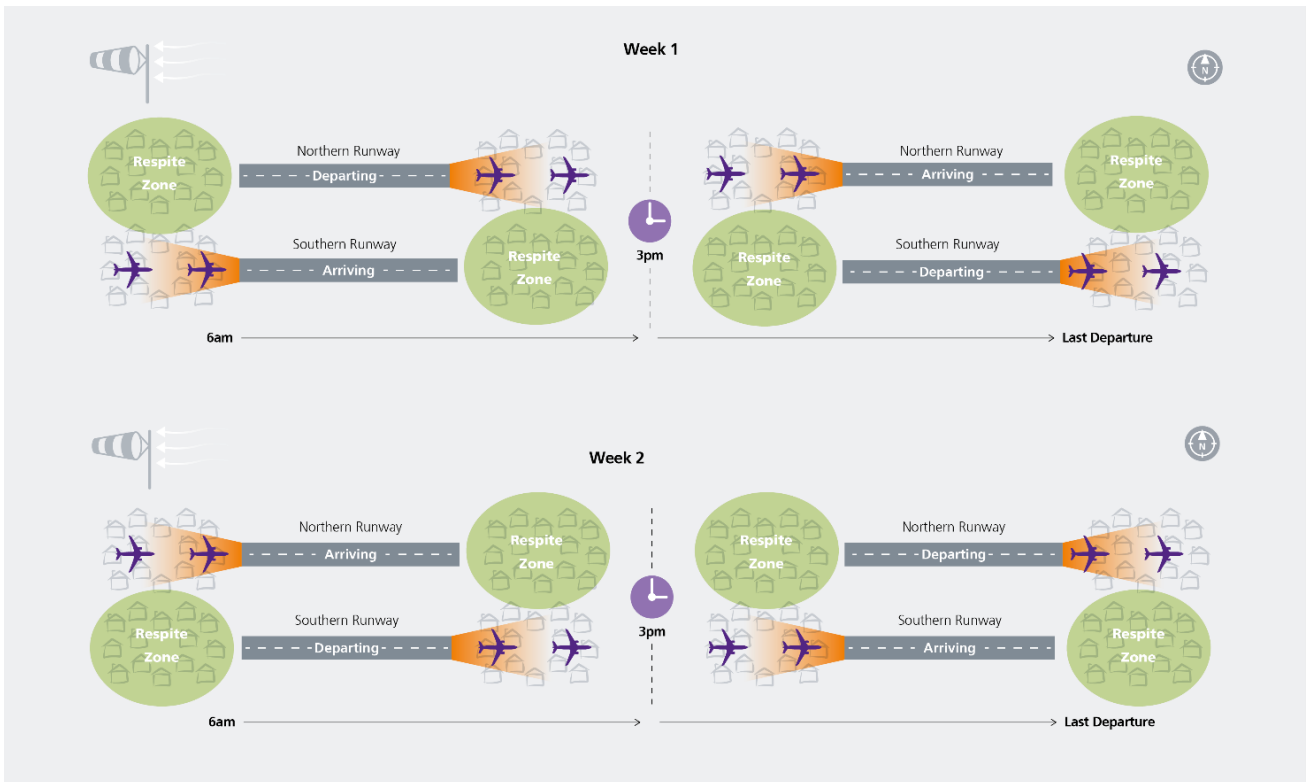 Week 1
N
Northern Runway
Northern Runway
Respite
Zone
Departing
Arriving
Respite
Zone
Southern Runway
Southern Runway
Arriving
Respite
Zone
3pm
Respite
Zone
Departing
6am
Last Departure
Week 2
N
Northern Runway
Northern Runway
Arriving
Respite
Zone
Respite
Zone
Departing
Southern Runway
3pm
Southern Runway
Respite
Zone
Departing
Arriving
Respite
Zone
6am
Last Departure